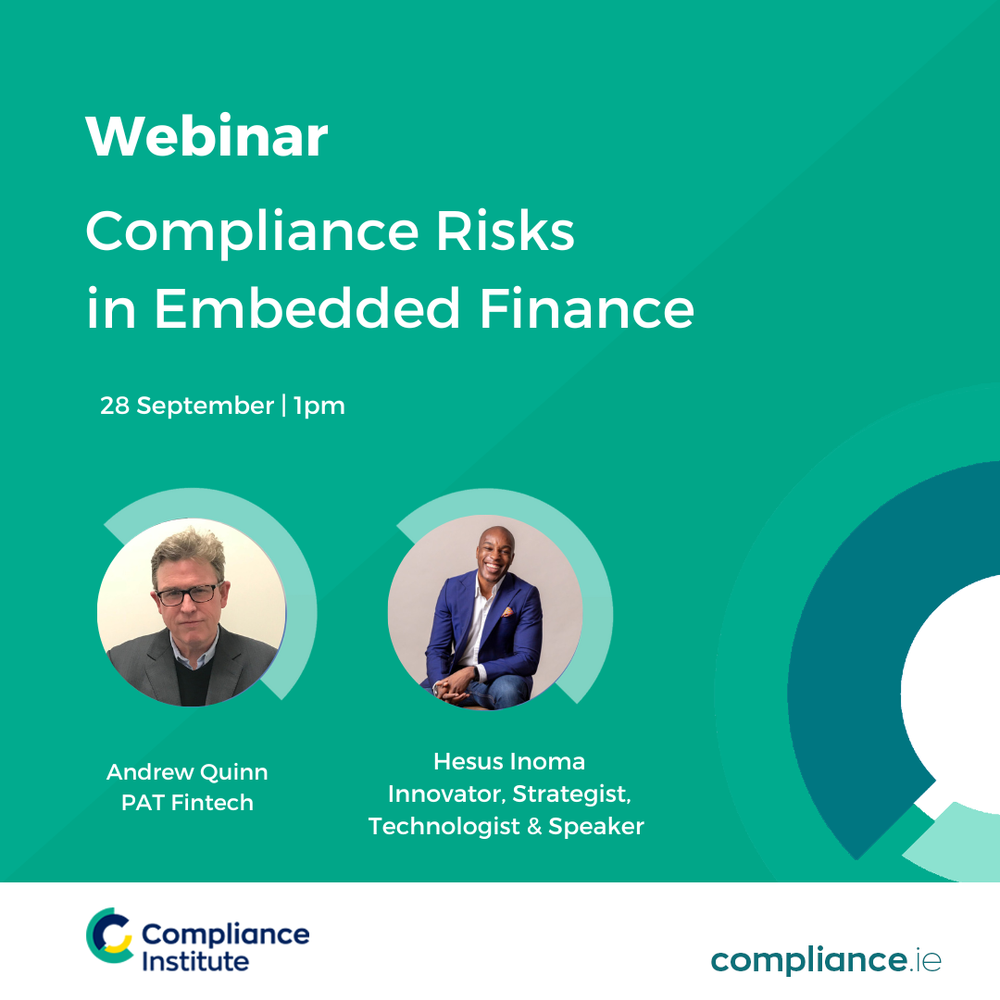 Webinar
Compliance Risks
in Embedded Finance
28 September | 1pm
Andrew Quinn
PAT Fintech
Hesus Inoma
Innovator, Strategist,
Technologist & Speaker
Compliance
Institute
compliance.ie